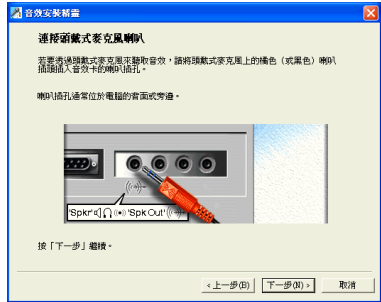 音效安裝精靈
連接頭戴式麥克風喇叭
若要透過頭戴式麥克風來聽取音效，請將頭戴式麥克風上的橘色（或黑色）喇叭
插頭插入音效卡的喇叭插孔。
喇叭插孔通常位於電腦的背面或旁邊。
'Spkr' 'Spk Out'
按「下一步」繼續。
<上一步(B) 下一步(N)> 取消